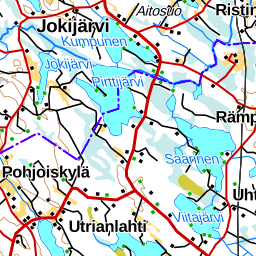 Aitosuo
Ristin
Jokijärvi
Kumpunen
Jokijärvi
Pirttijärvi
Rämp
Saarinen
Pohjoiskylä
Uht
Viitajärvi
Utrianlahti